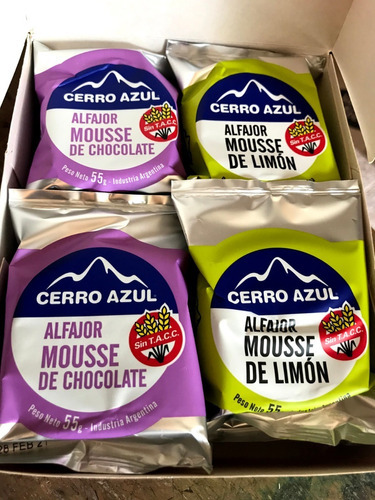 CERRO AZUL
ALFAJOR
MOUSSE
DE CHOCOLATE
Sin T.A.C.C.
Peso Neto 55g - Industria Argentina
CERRO AZUL
ALFAJOR
MOUSSE
DE LIMÓN
Sin T.A.C.C.
CERRO AZUL
ALFAJOR
MOUSSE
DE CHOCOLATE
Sin T.A.C.C.
Peso Neto 55g - Industria Argentina
28 FEB 21
CERRO AZUL
ALFAJOR
MOUSSE
DE LIMÓN
Sin T.A.C.C.
Peso Neto 55